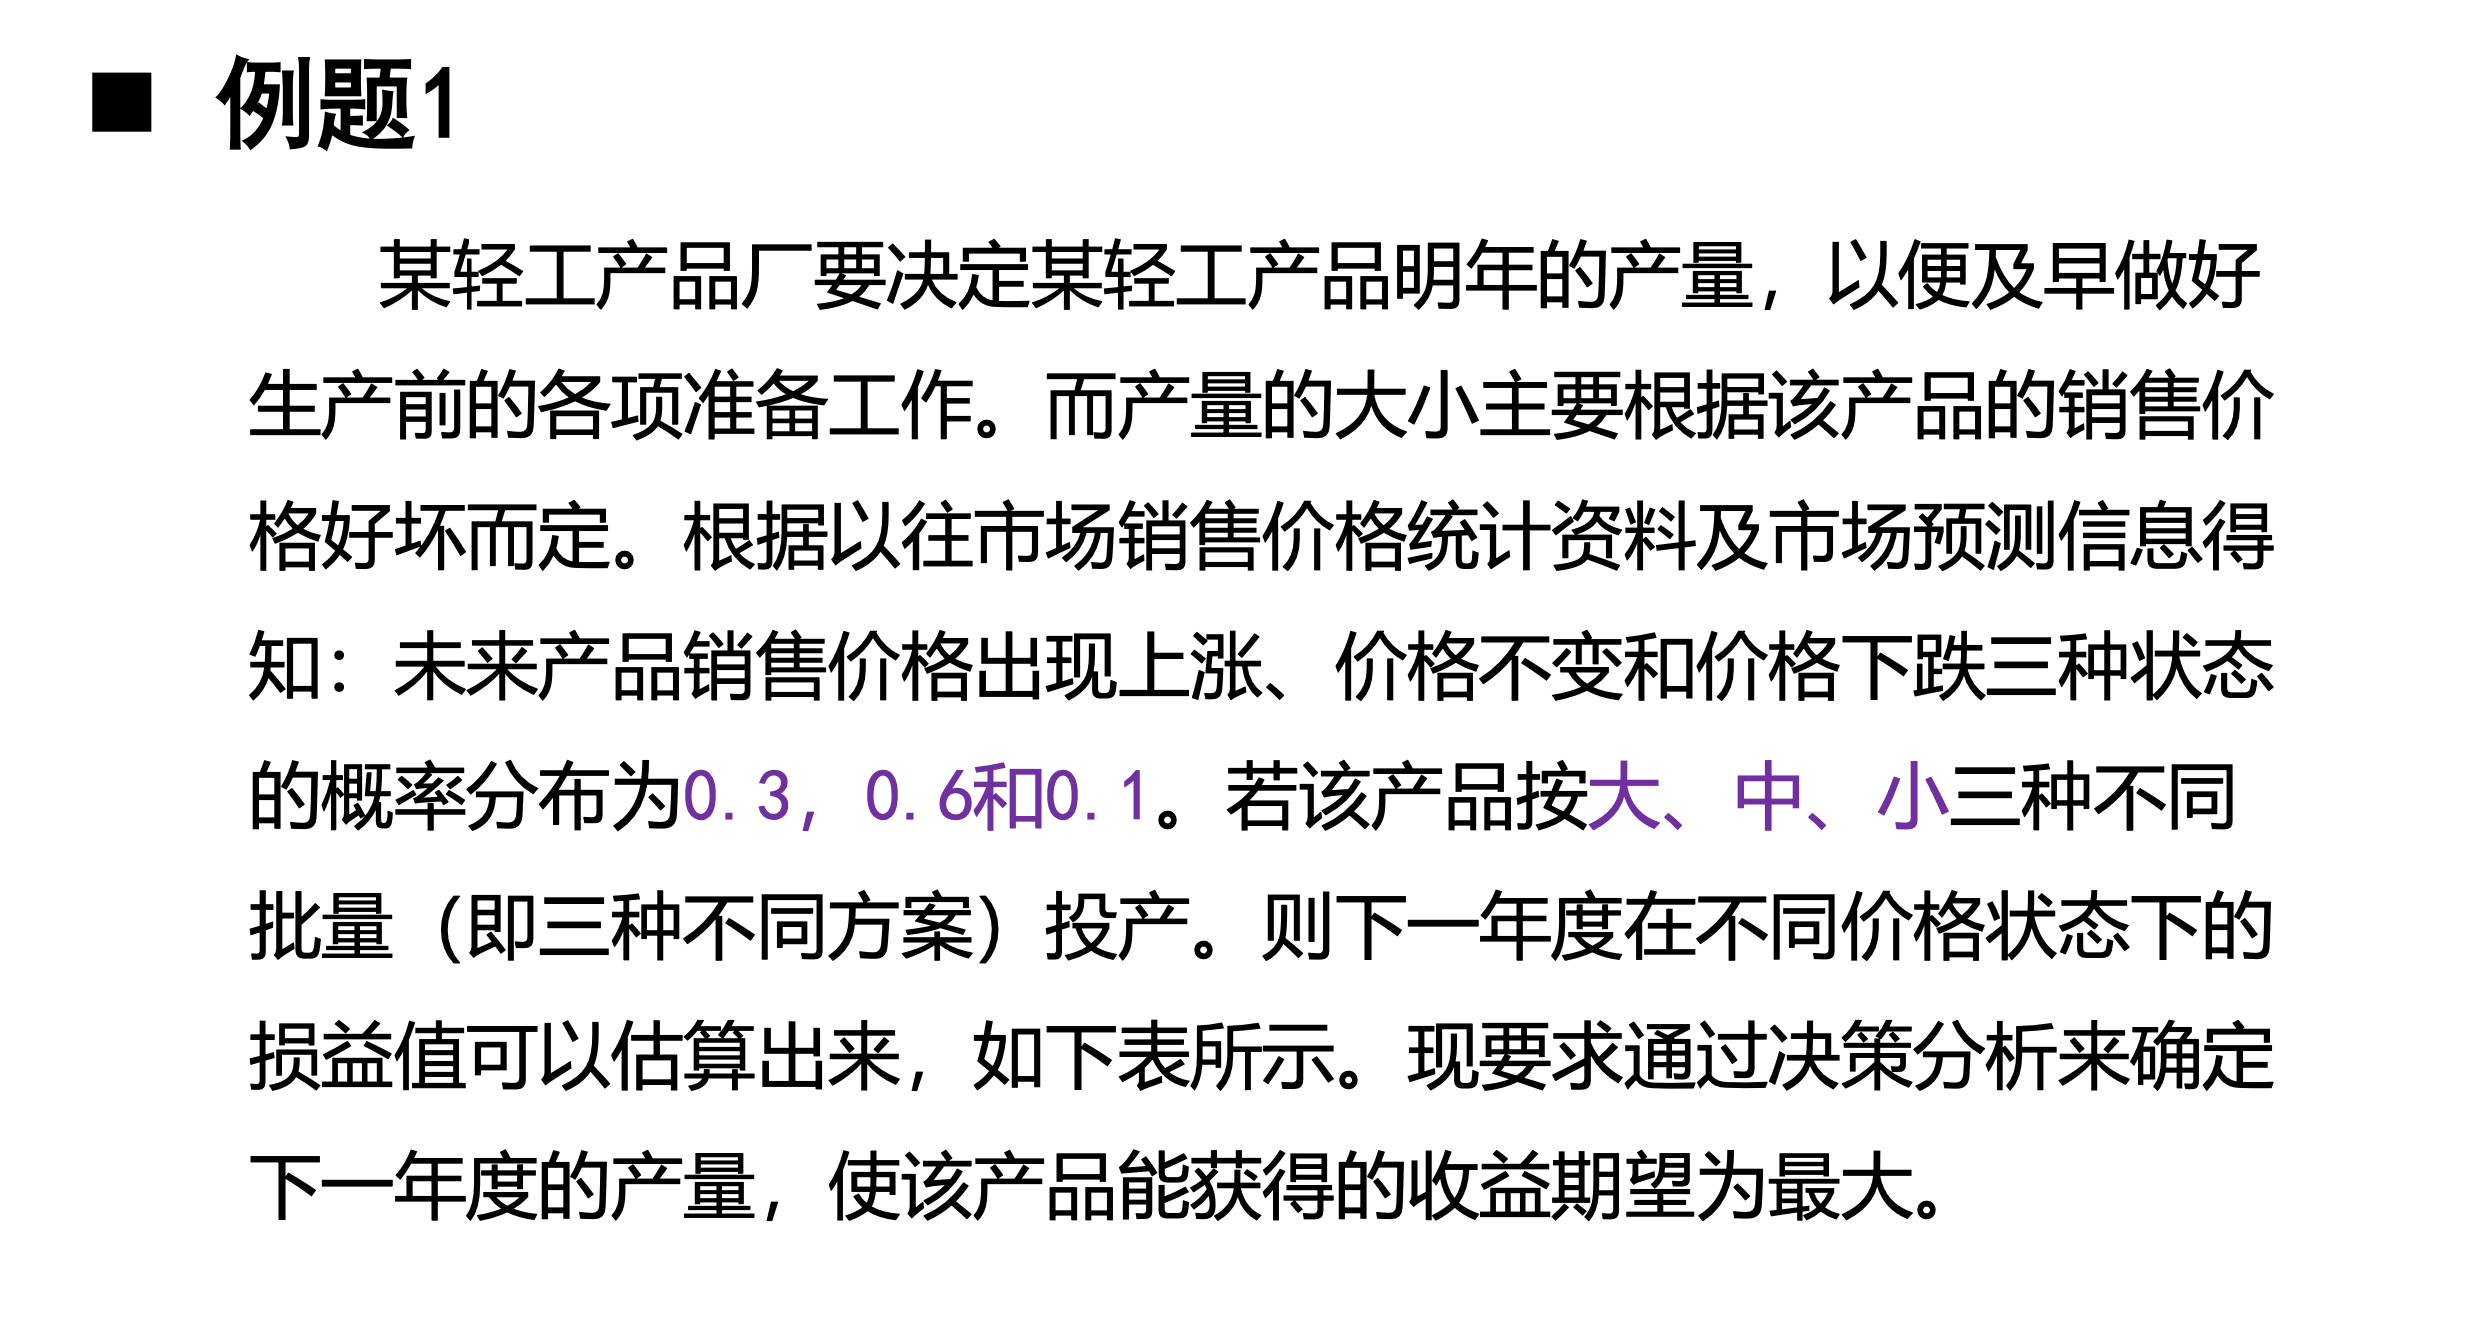 ■ 例题1
某轻工产品厂要决定某轻工产品明年的产量，以便及早做好
生产前的各项准备工作。而产量的大小主要根据该产品的销售价
格好坏而定。根据以往市场销售价格统计资料及市场预测信息得
知：未来产品销售价格出现上涨、价格不变和价格下跌三种状态
的概率分布为0.3，0.6和0.1。若该产品按大、中、小三种不同
批量（即三种不同方案）投产。则下一年度在不同价格状态下的
损益值可以估算出来，如下表所示。现要求通过决策分析来确定
下一年度的产量，使该产品能获得的收益期望为最大。